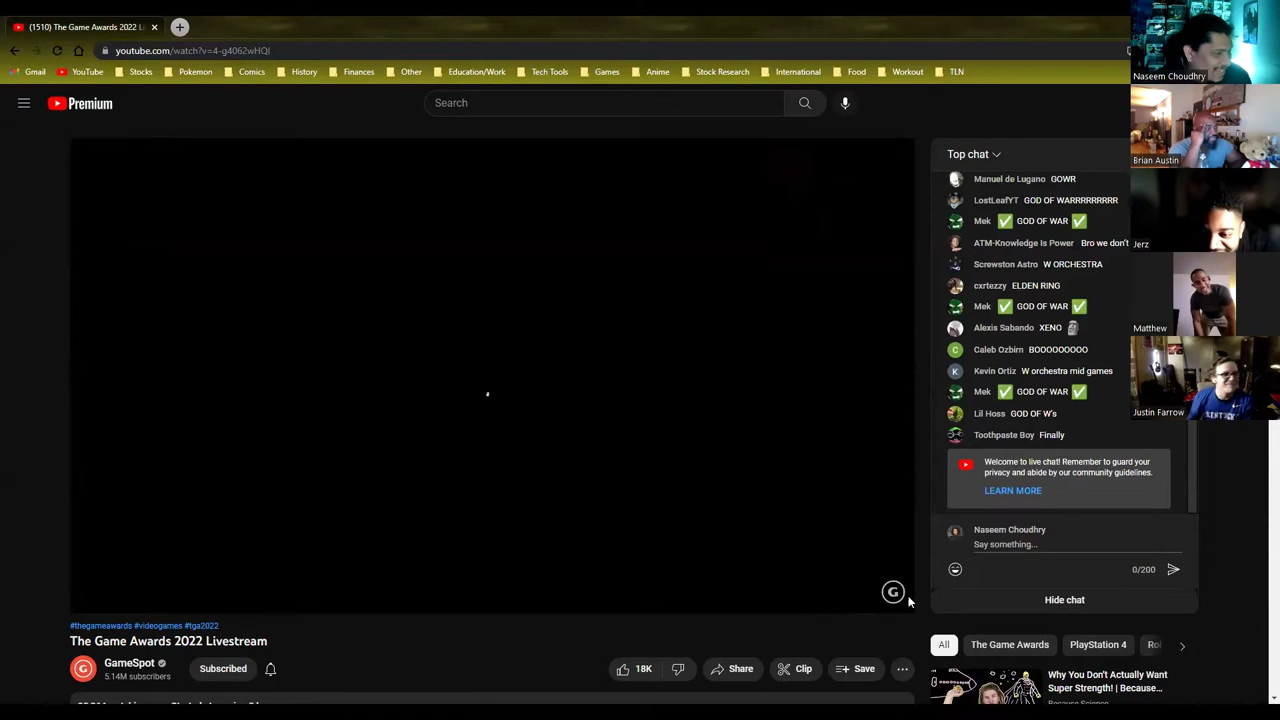 (1510) The Game Awards 2022 Li
youtube.com/watch?v=4-g4062wHQI
Gmail YouTube Stocks Pokemon Comics History Finances Other Education/Work Tech Tools Games Anime Stock Research International Food Workout TLN
Premium
Search
Top chat
Manuel de Lugano GOWR
LostLeafYT GOD OF WARRRRRRRRR
Mek ✅ GOD OF WAR ✅
ATM-Knowledge Is Power Bro we don't
Screwston Astro W ORCHESTRA
cxrtezzy ELDEN RING
Mek ✅ GOD OF WAR ✅
Alexis Sabando XENO 🗿
Caleb Ozbirn BODOOOOOOO
Kevin Ortiz W orchestra mid games
Mek ✅ GOD OF WAR ✅
Lil Hoss GOD OF W's
Toothpaste Boy Finally
Welcome to live chat! Remember to guard your
privacy and abide by our community guidelines.
LEARN MORE
Naseem Choudhry
Say something...
0/200
Hide chat
Naseem Choudhry
Brian Austin
Jerz
Matthew
Justin Farrow
G
#thegameawards #videogames #tga2022
The Game Awards 2022 Livestream
GameSpot
5.14M subscribers
Subscribed
18K
Share
Clip
Save
All The Game Awards PlayStation 4 Ro
Why You Don't Actually Want
Super Strength! | Because...
Because Science